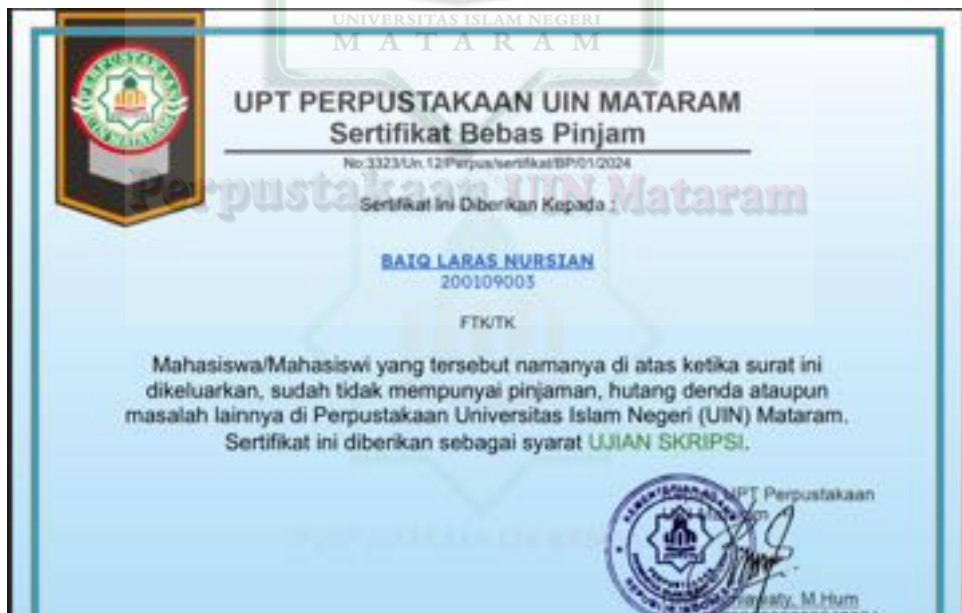 UNIVERSITAS ISLAM NEGERI
MATARAM
UPT PERPUSTAKAAN UIN MATARAM
Sertifikat Bebas Pinjam
No:3323/Un.12/Perpus/sertifikat/BP/01/2024
Perpustakaan UIN Mataram
Sertifikat Ini Diberikan Kepada :
BAIQ LARAS NURSIAN
200109003
FTK/TK
Mahasiswa/Mahasiswi yang tersebut namanya di atas ketika surat ini
dikeluarkan, sudah tidak mempunyai pinjaman, hutang denda ataupun
masalah lainnya di Perpustakaan Universitas Islam Negeri (UIN) Mataram.
Sertifikat ini diberikan sebagai syarat UJIAN SKRIPSI.
UPT Perpustakaan
M.Hum